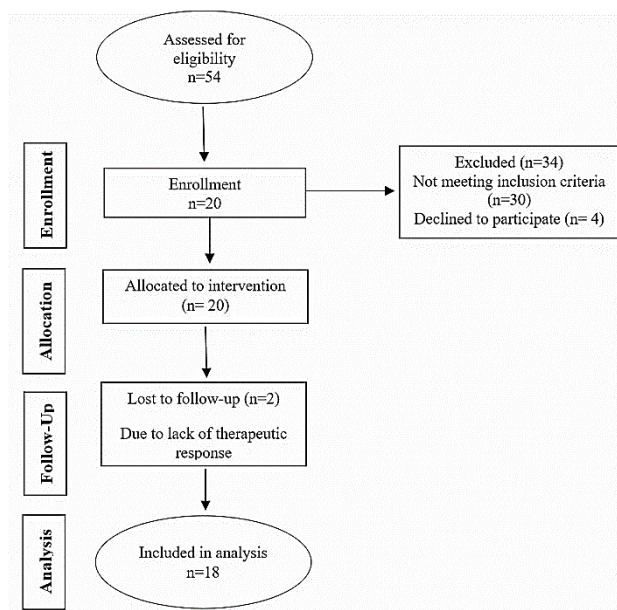 Assessed for
eligibility
n=54
Enrollment
Enrollment
n=20
Excluded (n=34)
Not meeting inclusion criteria
(n=30)
Declined to participate (n= 4)
Allocation
Allocated to intervention
(n= 20)
Follow-Up
Lost to follow-up (n=2)
Due to lack of therapeutic
response
Analysis
Included in analysis
n=18